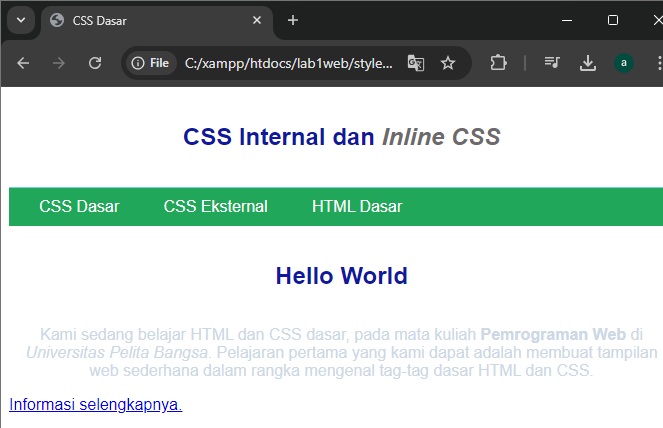 CSS Dasar
File
C:/xampp/htdocs/lab1web/style...
a
CSS Internal dan Inline CSS
CSS Dasar CSS Eksternal HTML Dasar
Hello World
Kami sedang belajar HTML dan CSS dasar, pada mata kuliah Pemrograman Web di
Universitas Pelita Bangsa. Pelajaran pertama yang kami dapat adalah membuat tampilan
web sederhana dalam rangka mengenal tag-tag dasar HTML dan CSS.
Informasi selengkapnya.